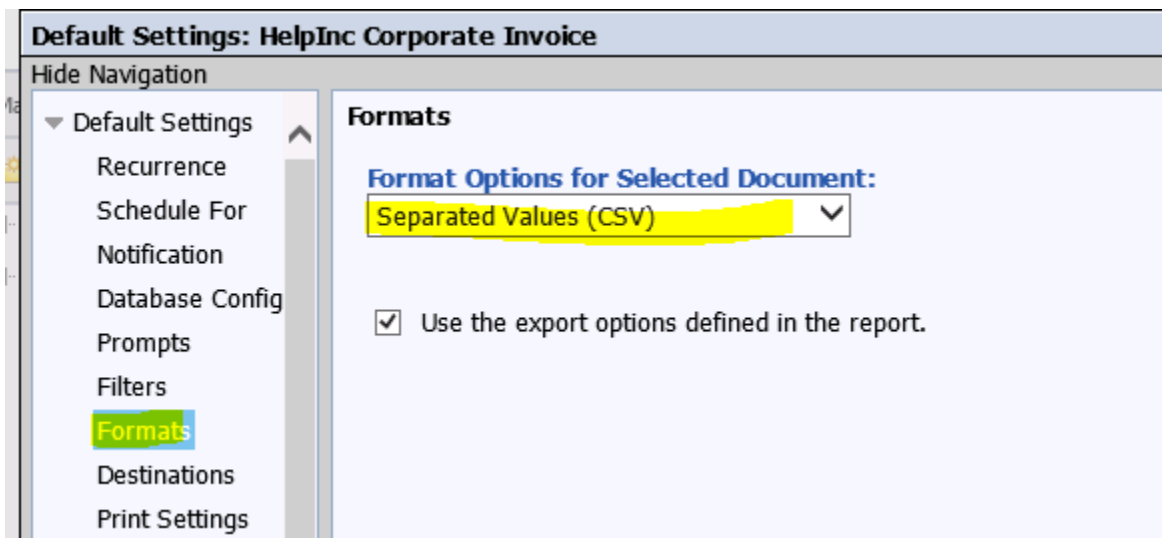 Default Settings: HelpInc Corporate Invoice
Hide Navigation
Default Settings
Recurrence
Schedule For
Notification
Database Config
Prompts
Filters
Formats
Destinations
Print Settings
Formats
Format Options for Selected Document:
Separated Values (CSV)
Use the export options defined in the report.